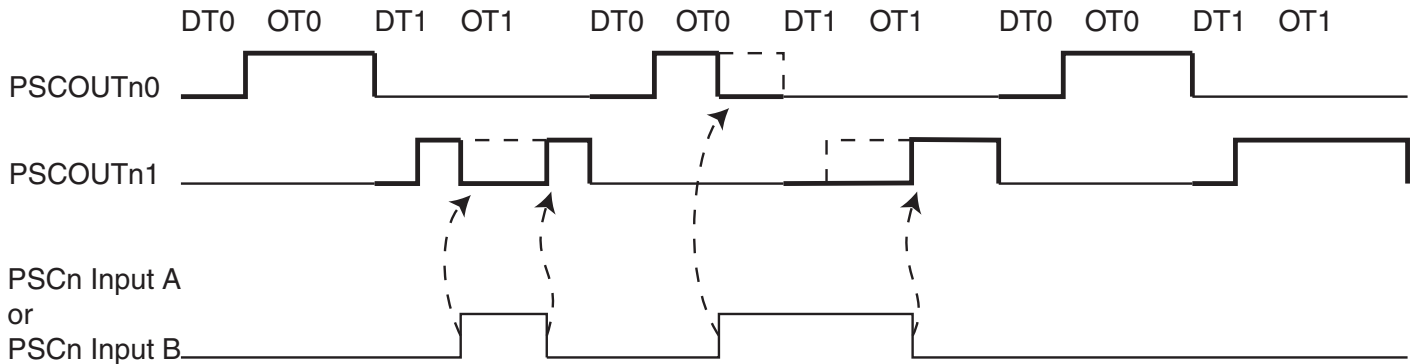 DT0 OT0 DT1 OT1 DT0 OT0 DT1 OT1 DT0 OT0 DT1 OT1
PSCOUTn0
PSCOUTn1
PSCn Input A
or
PSCn Input B